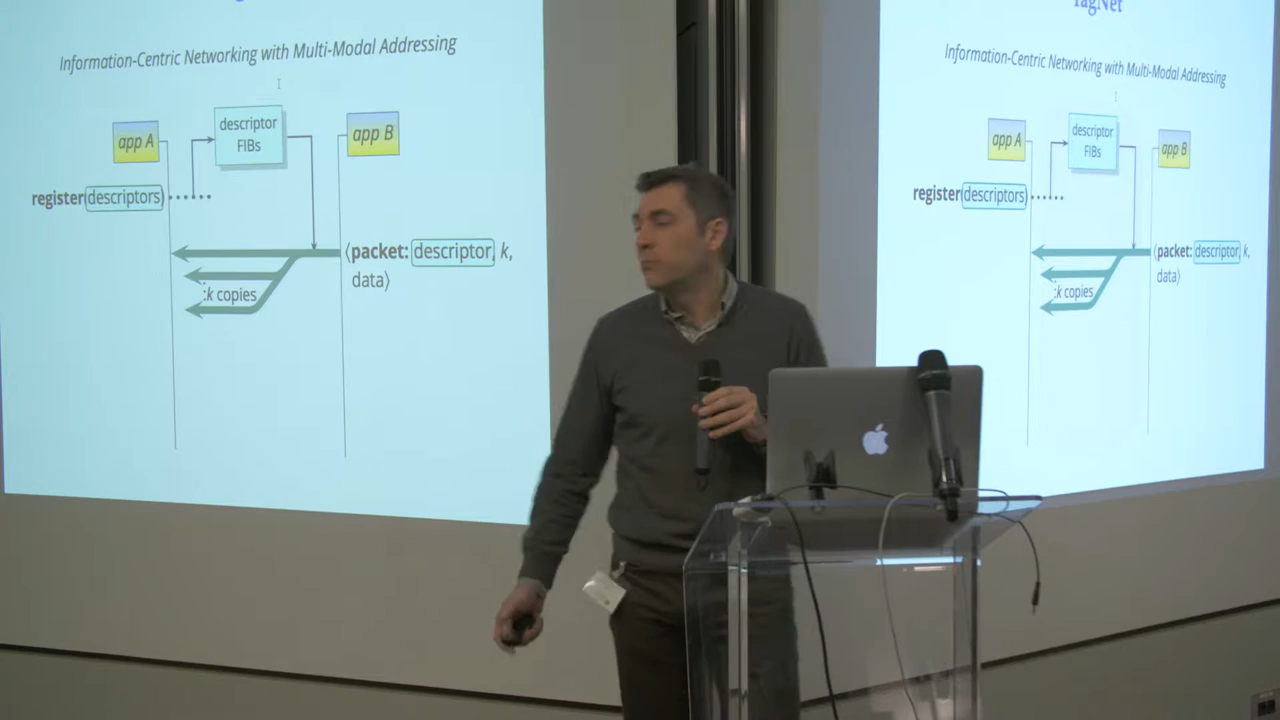 Information-Centric Networking with Multi-Modal Addressing
app A
descriptor
FIBs
app B
register(descriptors)
⟨packet: descriptor, k,
data⟩
:k copies
TagNet
Information-Centric Networking with Multi-Modal Addressing
app A
descriptor
FIBs
app B
register(descriptors)
⟨packet: descriptor, k,
data⟩
:k copies